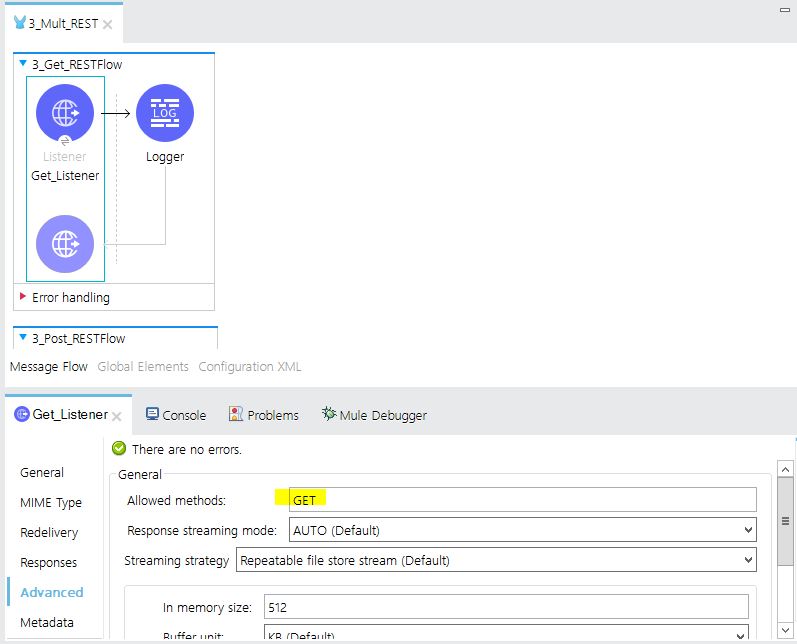 3_Mult_REST
3_Get_RESTFlow
LOG
Listener
Logger
Get_Listener
Error handling
3_Post_RESTFlow
Message Flow Global Elements Configuration XML
Get_Listener Console Problems Mule Debugger
There are no errors.
General
General
Allowed methods: GET
MIME Type
Response streaming mode: AUTO (Default)
Redelivery
Streaming strategy Repeatable file store stream (Default)
Responses
Advanced
In memory size: 512
Metadata
Buffer unit: KB (Default)